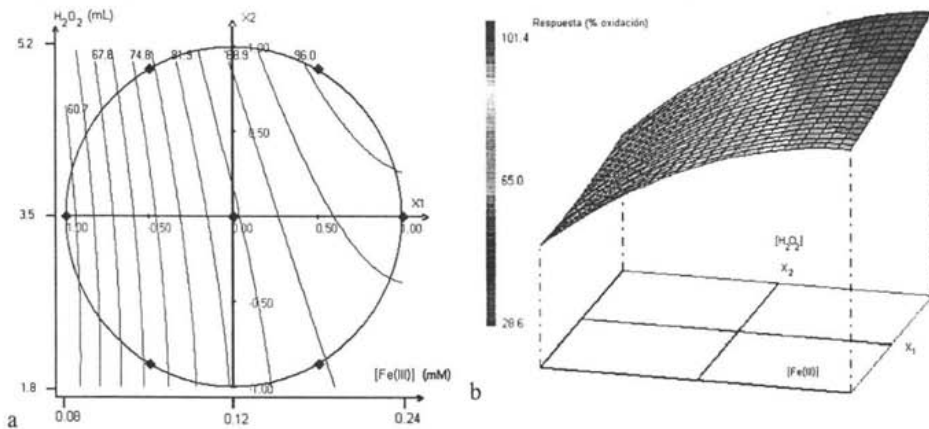 H₂O₂ (mL)
X2
5.2
67.8 74.8 81.9 88.9 1.00 96.0
60.7
0.50
3.5
X1
-1.00 -0.50 0.50 1.00
-0.50
[Fe(III)] (mM)
1.8
-1.00
a
0.08 0.12 0.24
Respuesta (% oxidación)
101.4
65.0
28.6
[H₂O₂]
X₂
X₁
[Fe(III)]
b